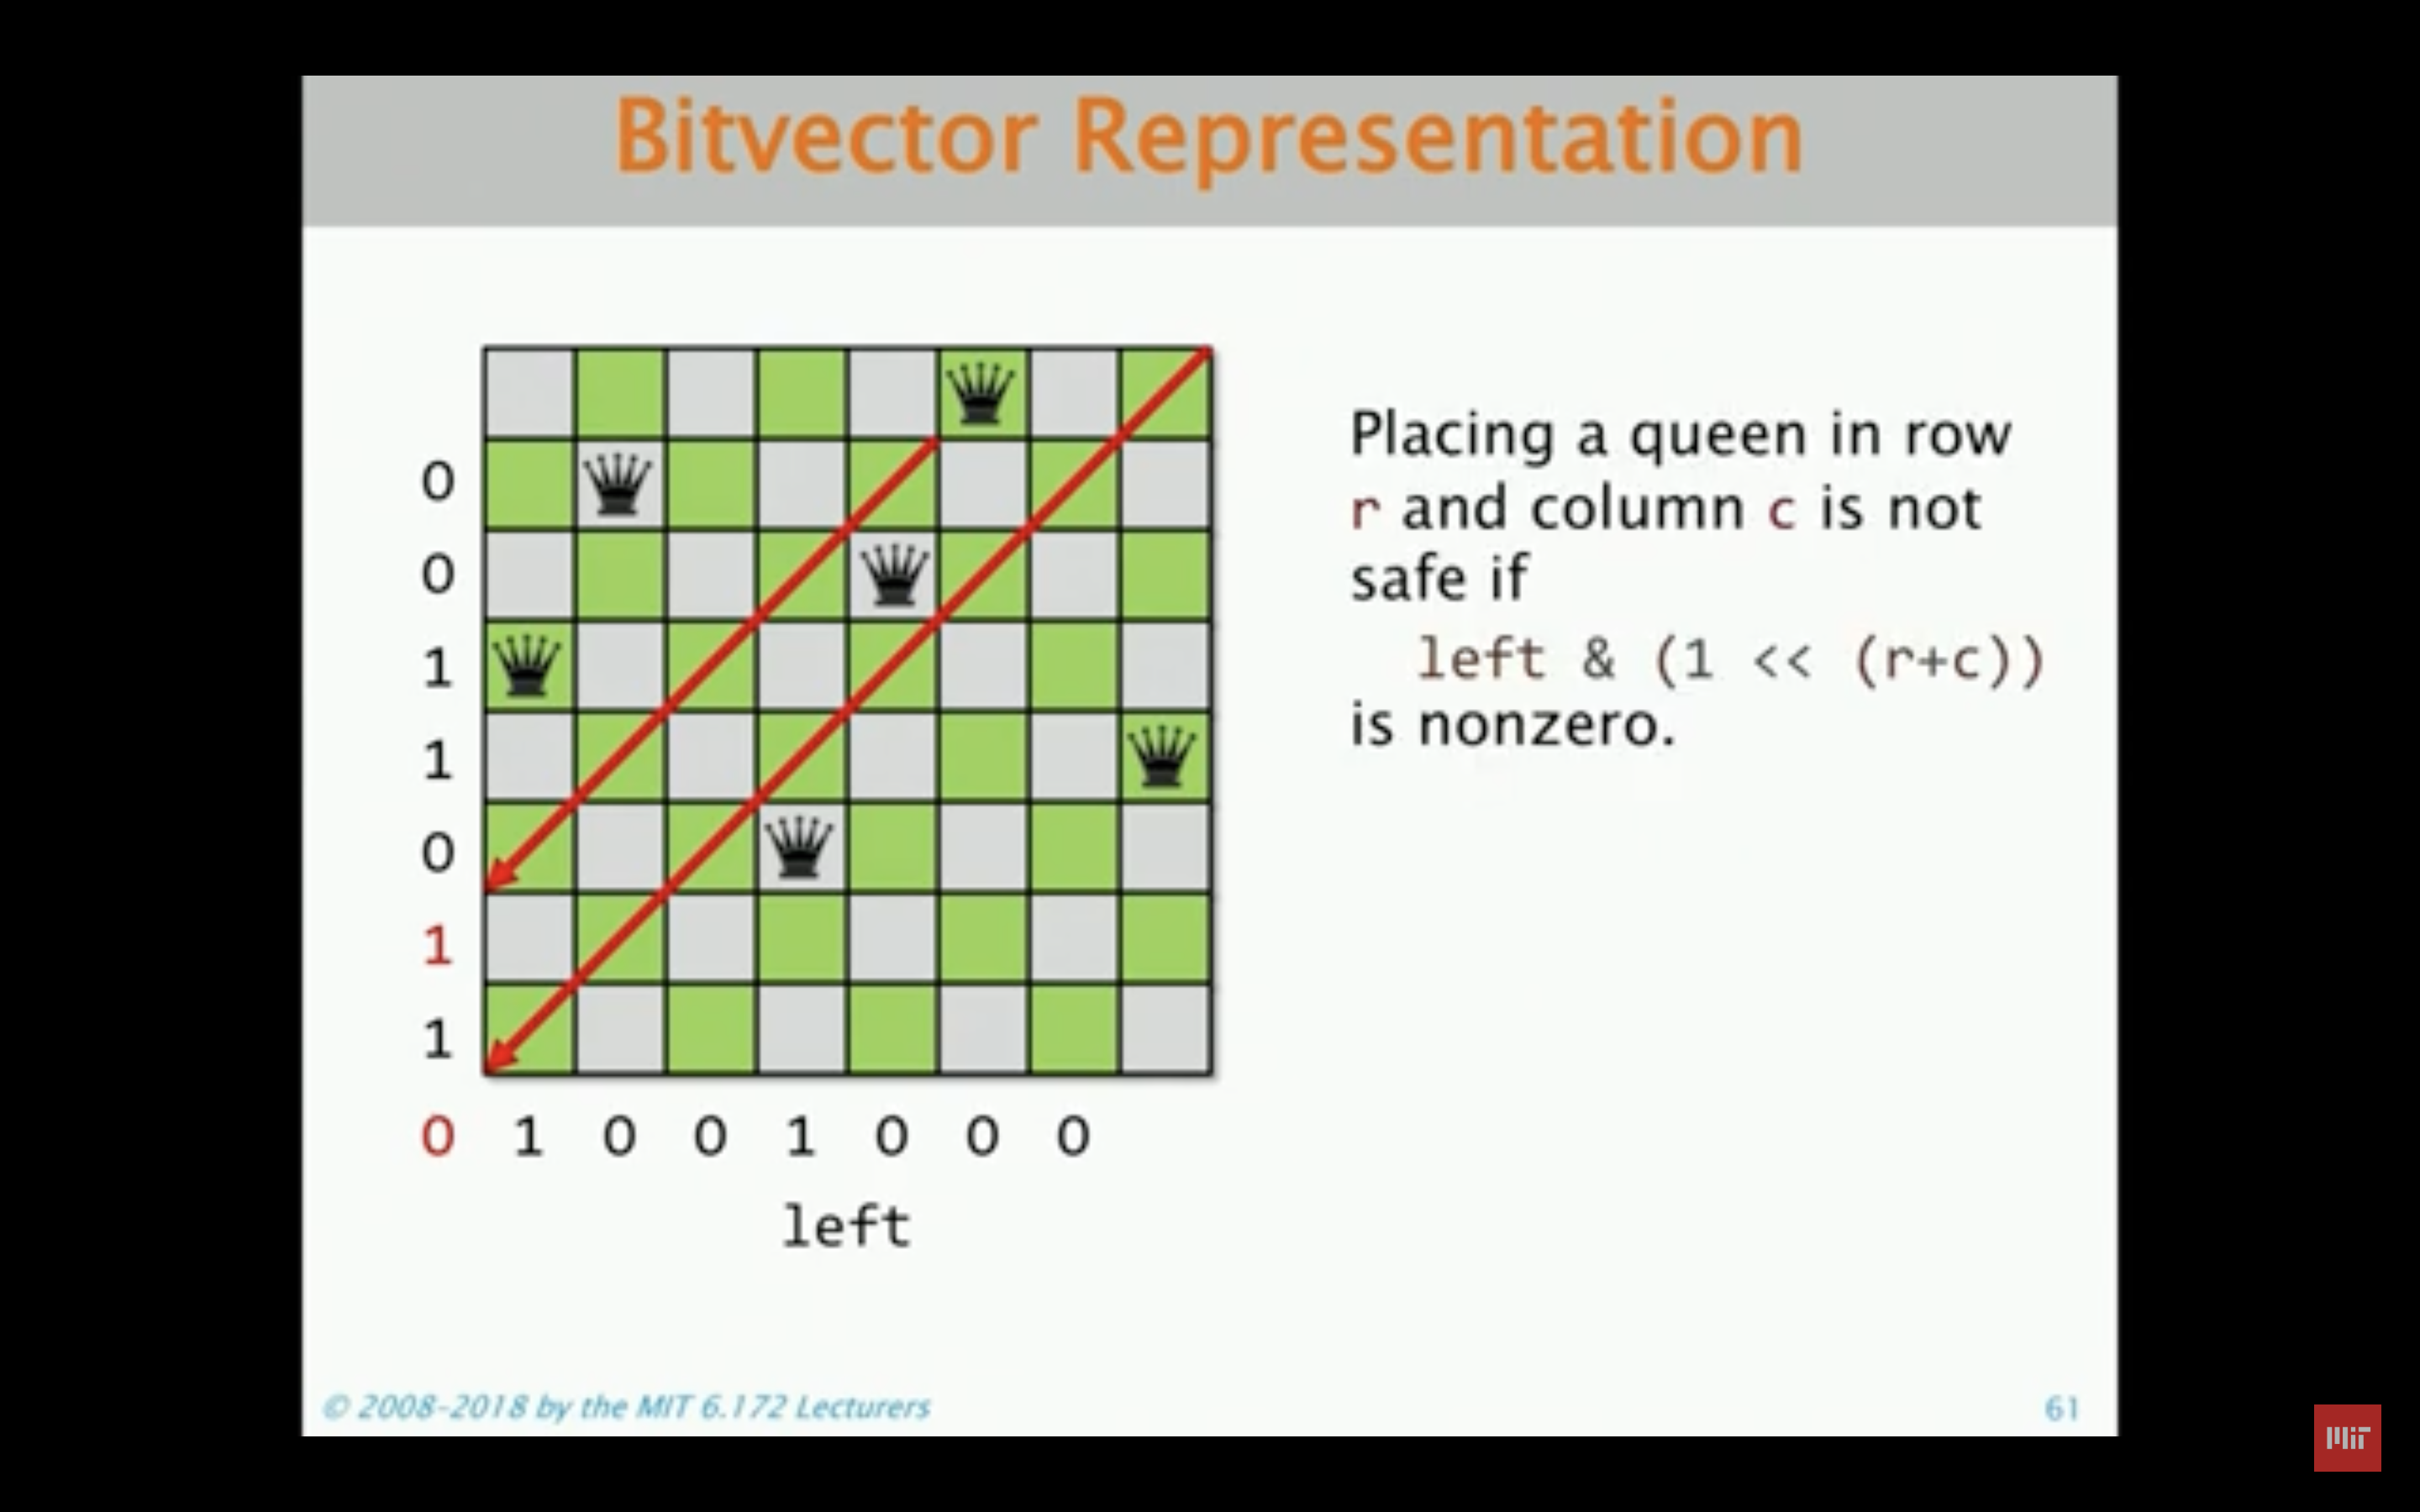 Bitvector Representation
0
0
1
1
0
1
1
0 1 0 0 1 0 0 0
left
Placing a queen in row
r and column c is not
safe if
left & (1 << (r+c))
is nonzero.
© 2008-2018 by the MIT 6.172 Lecturers
61
MIT